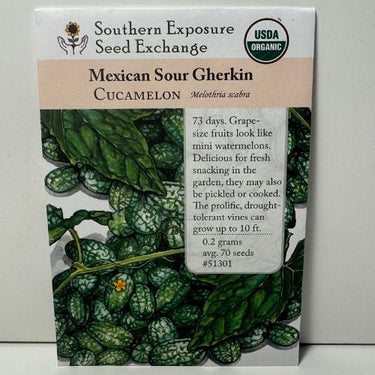 Southern Exposure
Seed Exchange
USDA
ORGANIC
Mexican Sour Gherkin
CUCAMELON Melothria scabra
73 days. Grape-
size fruits look like
mini watermelons.
Delicious for fresh
snacking in the
garden, they may also
be pickled or cooked.
The prolific, drought-
tolerant vines can
grow up to 10 ft.
0.2 grams
avg. 70 seeds
#51301